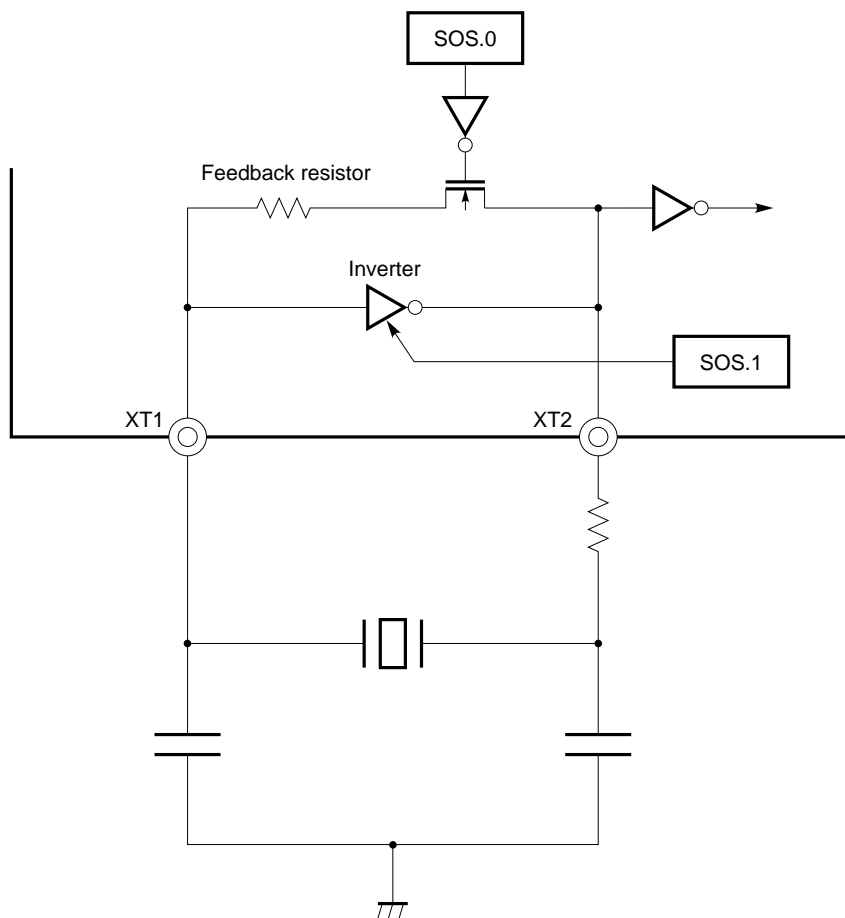 SOS.0
Feedback resistor
Inverter
SOS.1
XT1
XT2